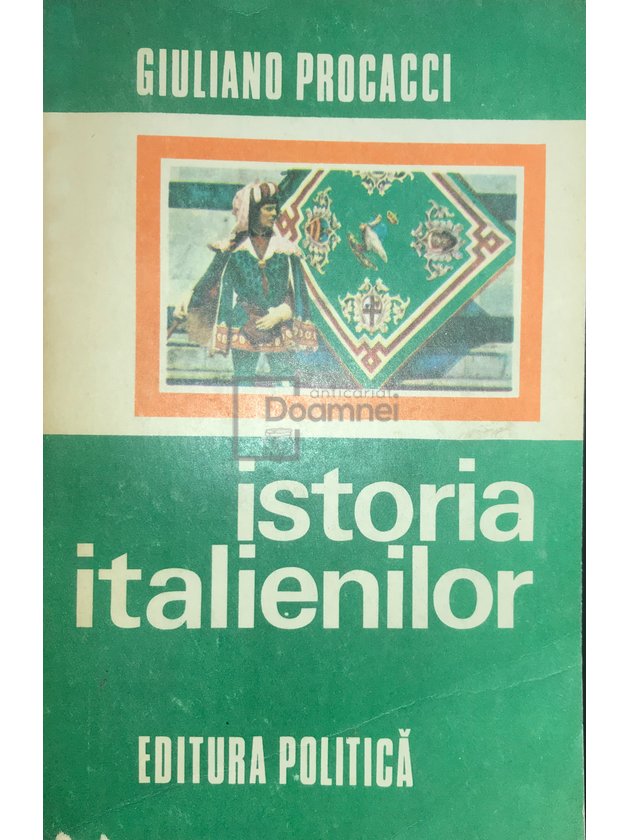 GIULIANO PROCACCI
anticariat
Doamnei
istoria
italienilor
EDITURA POLITICĂ